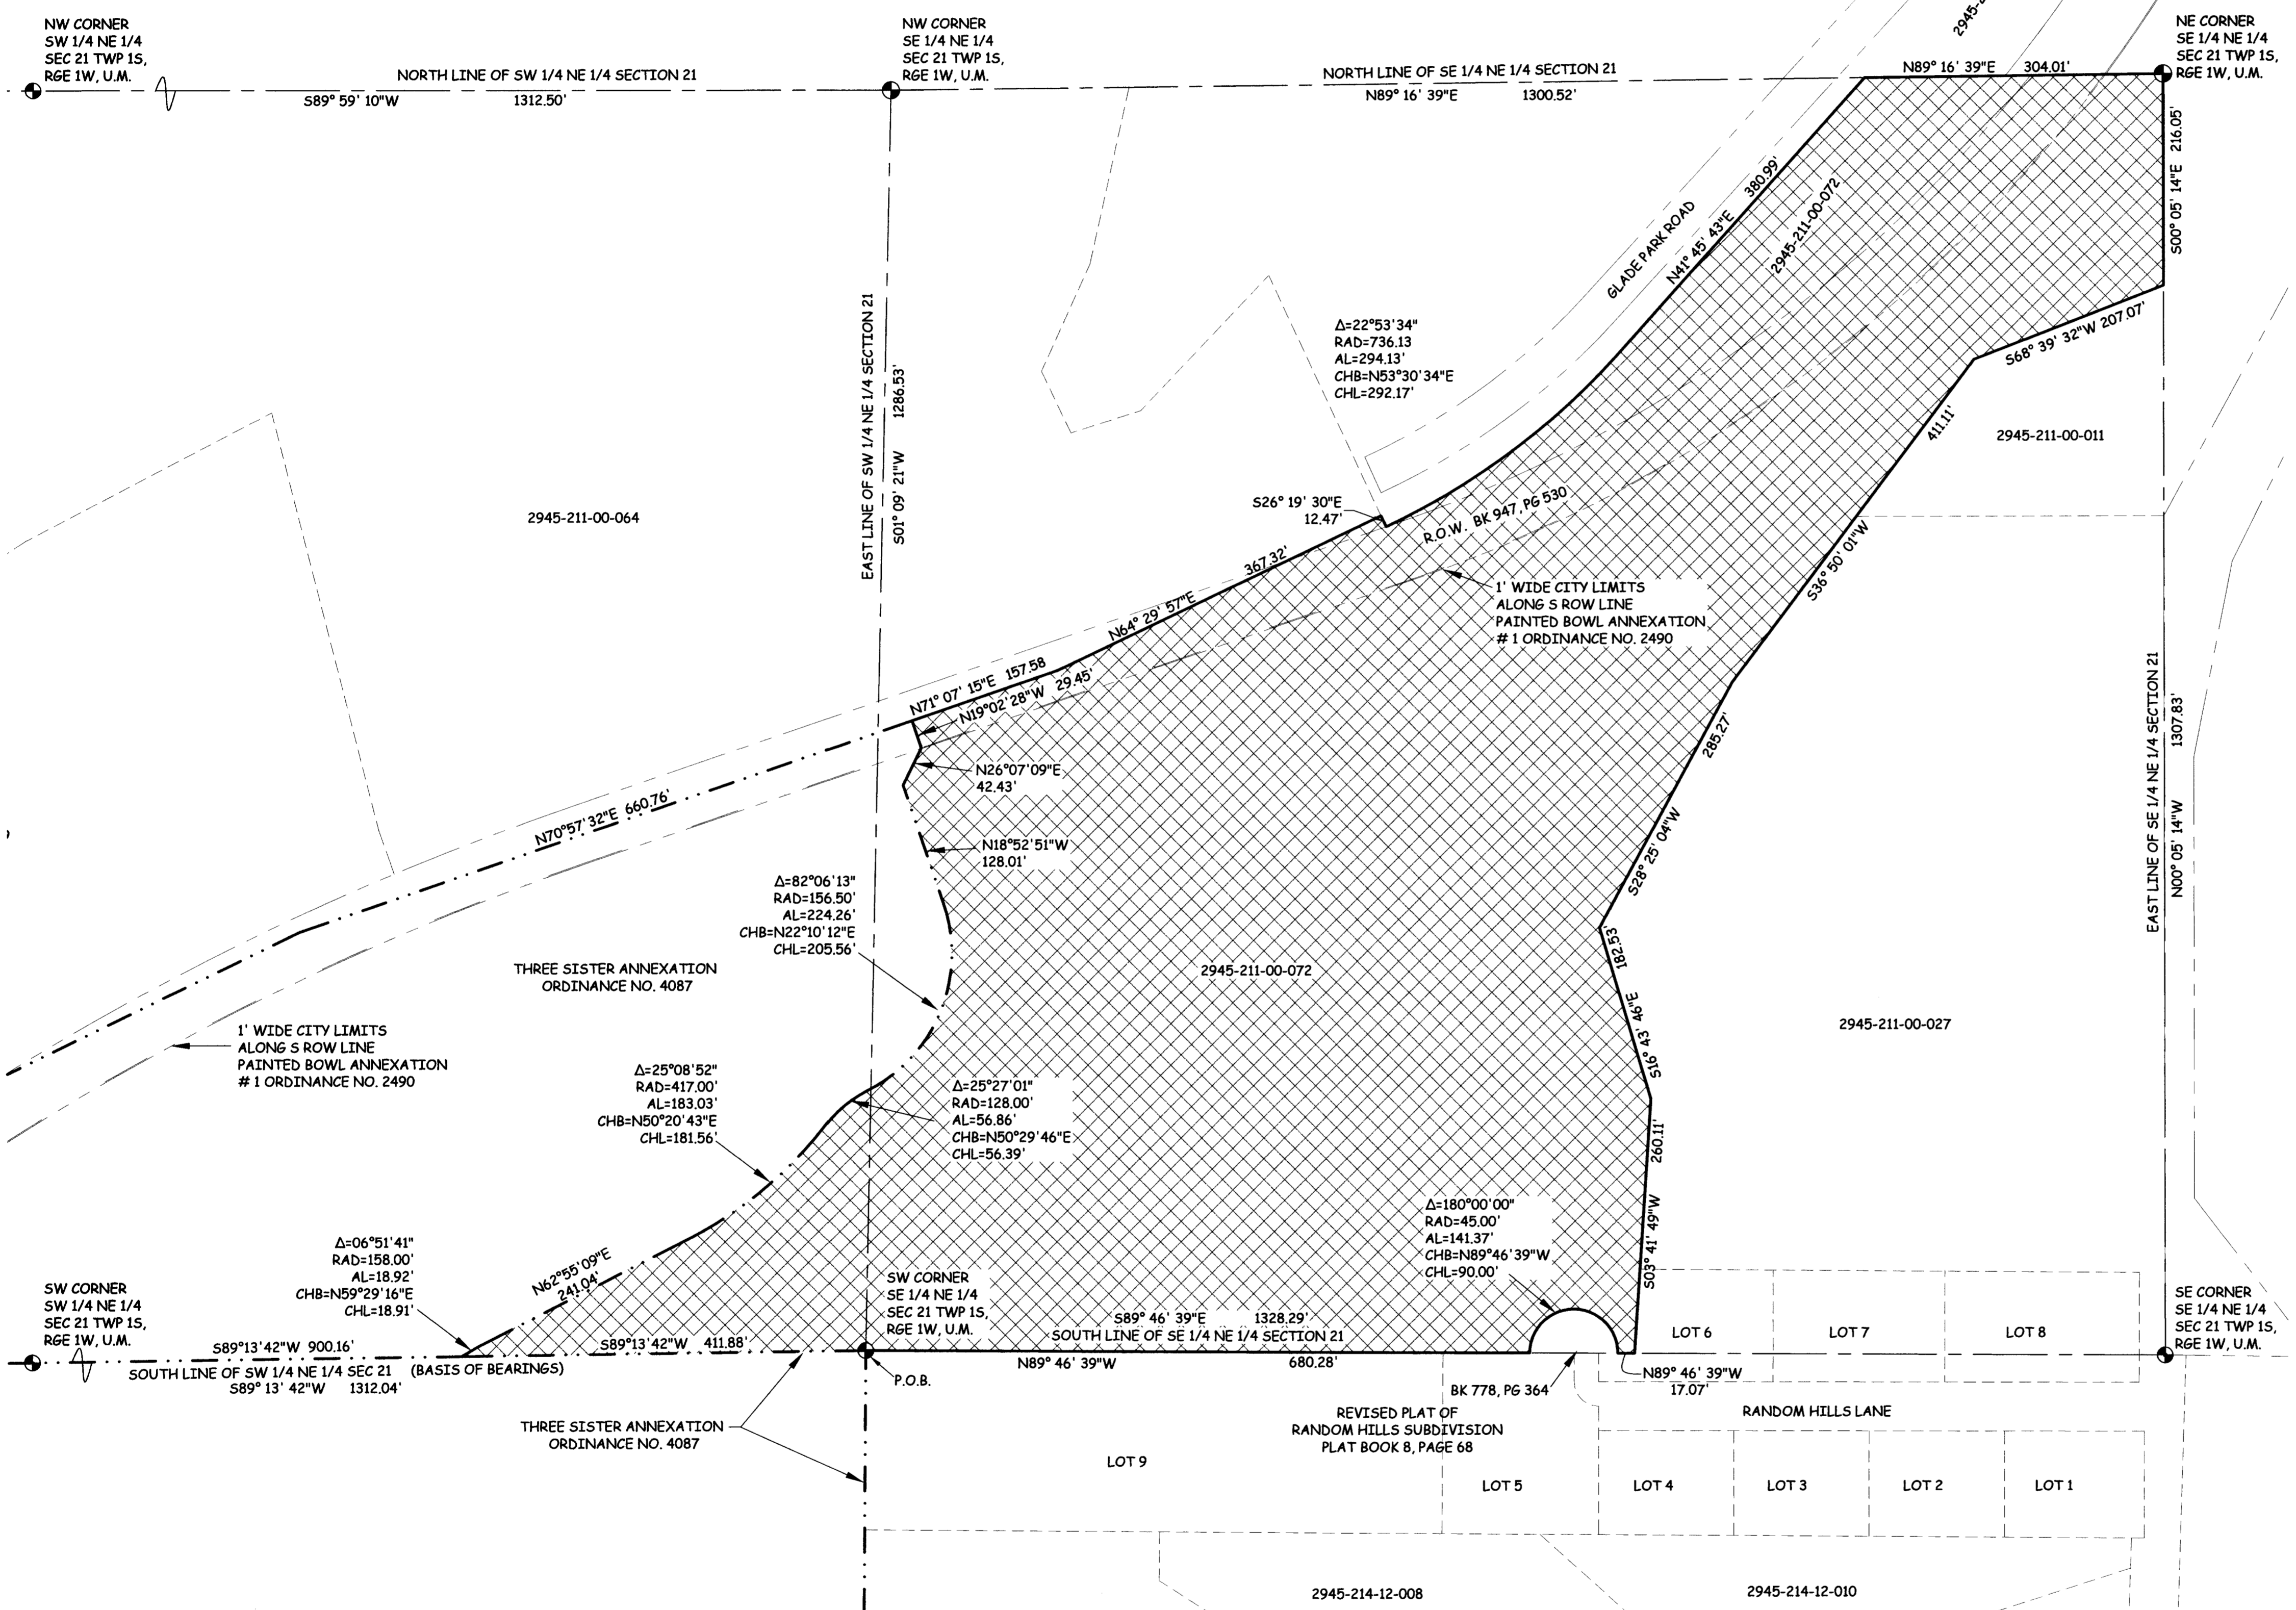 NW CORNER
SW 1/4 NE 1/4
SEC 21 TWP 1S,
RGE 1W, U.M.
NORTH LINE OF SW 1/4 NE 1/4 SECTION 21
S89° 59' 10"W 1312.50'
NW CORNER
SE 1/4 NE 1/4
SEC 21 TWP 1S,
RGE 1W, U.M.
NORTH LINE OF SE 1/4 NE 1/4 SECTION 21
N89° 16' 39"E 1300.52'
N89° 16' 39"E 304.01'
NE CORNER
SE 1/4 NE 1/4
SEC 21 TWP 1S,
RGE 1W, U.M.
S00° 05' 14"E 216.05'
S68° 39' 32"W 207.07'
2945-211-00-011
GLADE PARK ROAD
N41° 45' 43"E 380.99'
2945-211-00-072
Δ=22°53'34"
RAD=736.13
AL=294.13'
CHB=N53°30'34"E
CHL=292.17'
S26° 19' 30"E
12.47'
R.O.W. BK 947, PG 530
1' WIDE CITY LIMITS
ALONG S ROW LINE
PAINTED BOWL ANNEXATION
# 1 ORDINANCE NO. 2490
411.11'
S36° 50' 01"W
EAST LINE OF SW 1/4 NE 1/4 SECTION 21
S01° 09' 21"W 1286.53'
2945-211-00-064
367.32'
N64° 29' 57"E
N71° 07' 15"E 157.58
N19°02'28"W 29.45'
N26°07'09"E
42.43'
N70°57'32"E 660.76'
N18°52'51"W
128.01'
Δ=82°06'13"
RAD=156.50'
AL=224.26'
CHB=N22°10'12"E
CHL=205.56'
285.27'
S28° 25' 04"W
EAST LINE OF SE 1/4 NE 1/4 SECTION 21
N00° 05' 14"W 1307.83'
182.53'
S16° 43' 46"E
2945-211-00-072
2945-211-00-027
THREE SISTER ANNEXATION
ORDINANCE NO. 4087
1' WIDE CITY LIMITS
ALONG S ROW LINE
PAINTED BOWL ANNEXATION
# 1 ORDINANCE NO. 2490
Δ=25°08'52"
RAD=417.00'
AL=183.03'
CHB=N50°20'43"E
CHL=181.56'
Δ=25°27'01"
RAD=128.00'
AL=56.86'
CHB=N50°29'46"E
CHL=56.39'
260.11'
S03° 41' 49"W
Δ=180°00'00"
RAD=45.00'
AL=141.37'
CHB=N89°46'39"W
CHL=90.00'
Δ=06°51'41"
RAD=158.00'
AL=18.92'
CHB=N59°29'16"E
CHL=18.91'
N62°55'09"E
241.04'
SW CORNER
SW 1/4 NE 1/4
SEC 21 TWP 1S,
RGE 1W, U.M.
S89°13'42"W 900.16'
SOUTH LINE OF SW 1/4 NE 1/4 SEC 21 (BASIS OF BEARINGS)
S89° 13' 42"W 1312.04'
S89°13'42"W 411.88'
SW CORNER
SE 1/4 NE 1/4
SEC 21 TWP 1S,
RGE 1W, U.M.
P.O.B.
S89° 46' 39"E 1328.29'
SOUTH LINE OF SE 1/4 NE 1/4 SECTION 21
N89° 46' 39"W 680.28'
BK 778, PG 364
N89° 46' 39"W
17.07'
LOT 6
LOT 7
LOT 8
SE CORNER
SE 1/4 NE 1/4
SEC 21 TWP 1S,
RGE 1W, U.M.
THREE SISTER ANNEXATION
ORDINANCE NO. 4087
REVISED PLAT OF
RANDOM HILLS SUBDIVISION
PLAT BOOK 8, PAGE 68
RANDOM HILLS LANE
LOT 9
LOT 5
LOT 4
LOT 3
LOT 2
LOT 1
2945-214-12-008
2945-214-12-010